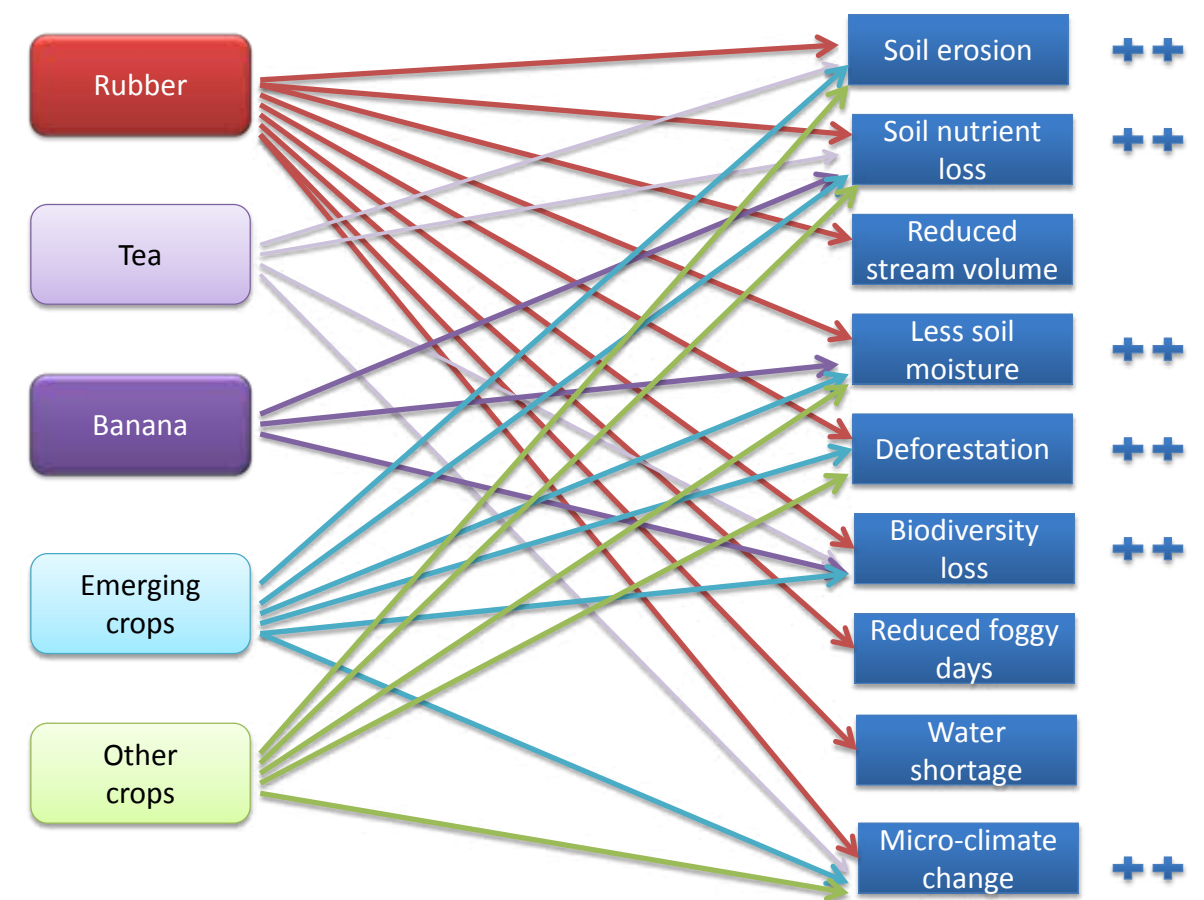 Rubber
Tea
Banana
Emerging
crops
Other
crops
Soil erosion
Soil nutrient
loss
Reduced
stream volume
Less soil
moisture
Deforestation
Biodiversity
loss
Reduced foggy
days
Water
shortage
Micro-climate
change